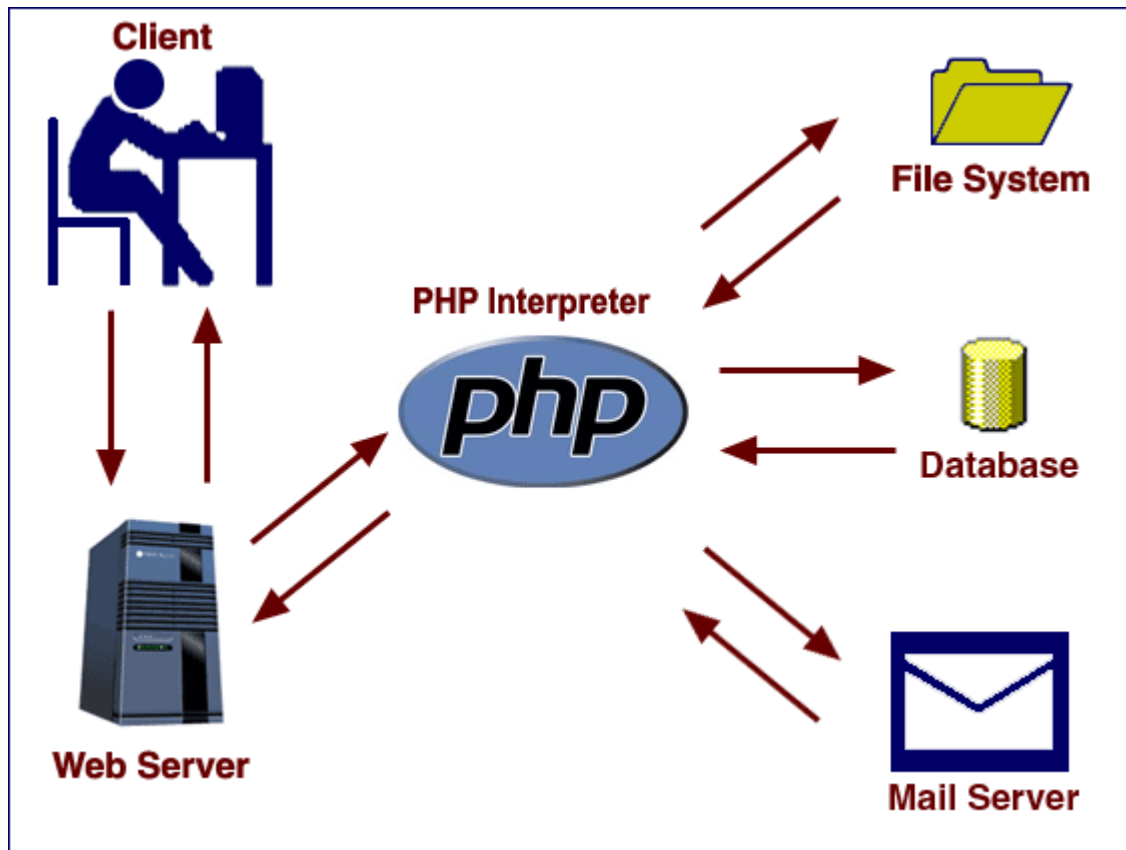 Client
File System
PHP Interpreter
php
Database
Web Server
Mail Server